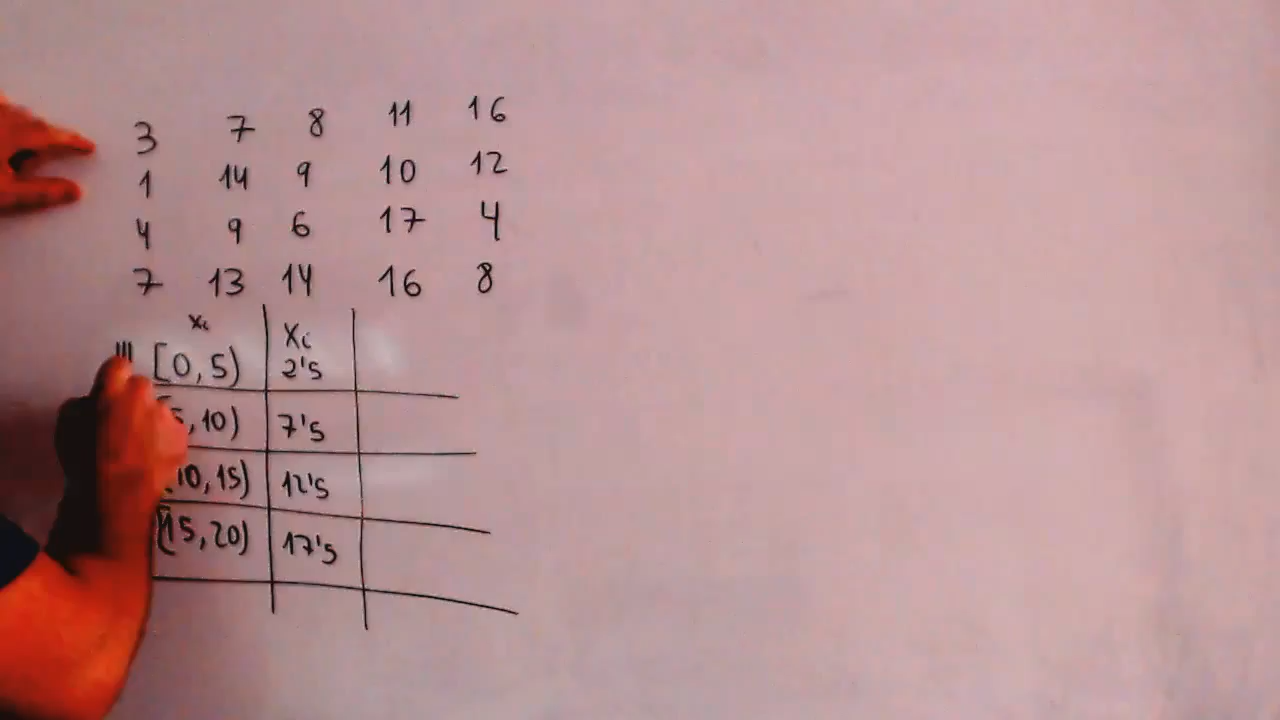 3 7 8 11 16
1 14 9 10 12
4 9 6 17 4
7 13 14 16 8
xi Xi
[0,5) 2'5
5,10) 7'5
10,15) 12'5
[15,20) 17'5